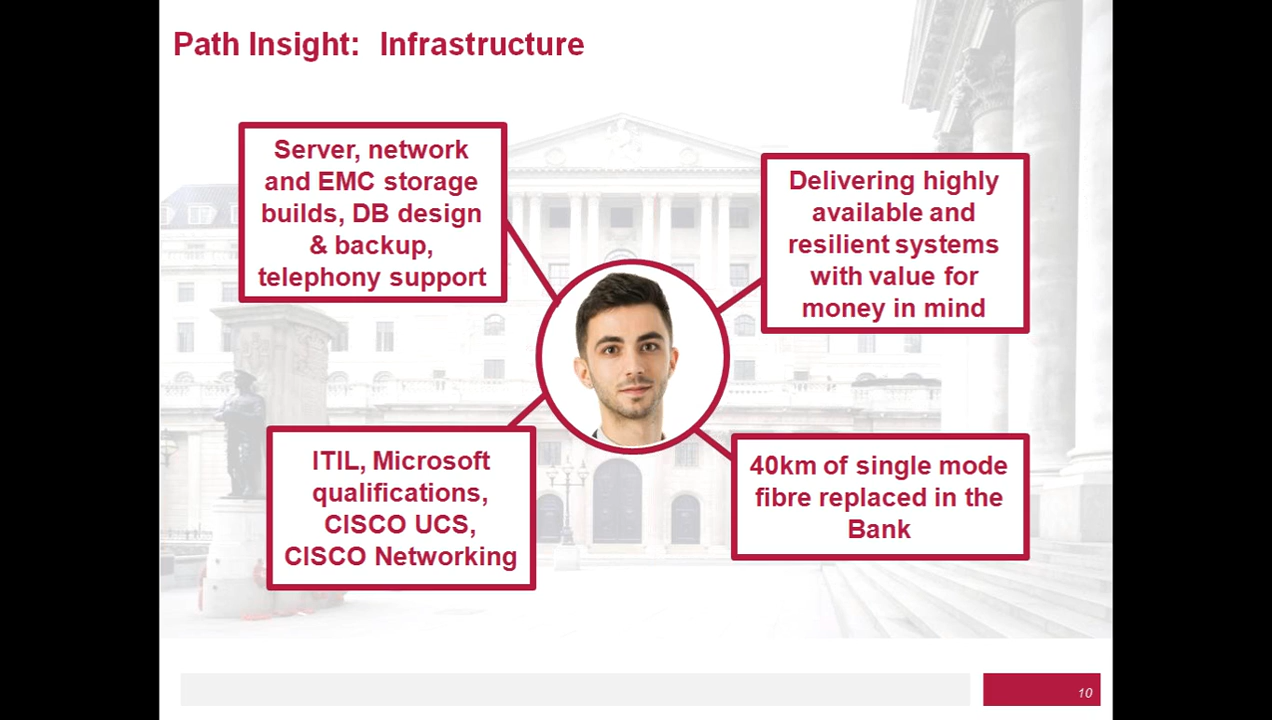 Path Insight: Infrastructure
Server, network
and EMC storage
builds, DB design
& backup,
telephony support
Delivering highly
available and
resilient systems
with value for
money in mind
ITIL, Microsoft
qualifications,
CISCO UCS,
CISCO Networking
40km of single mode
fibre replaced in the
Bank
10